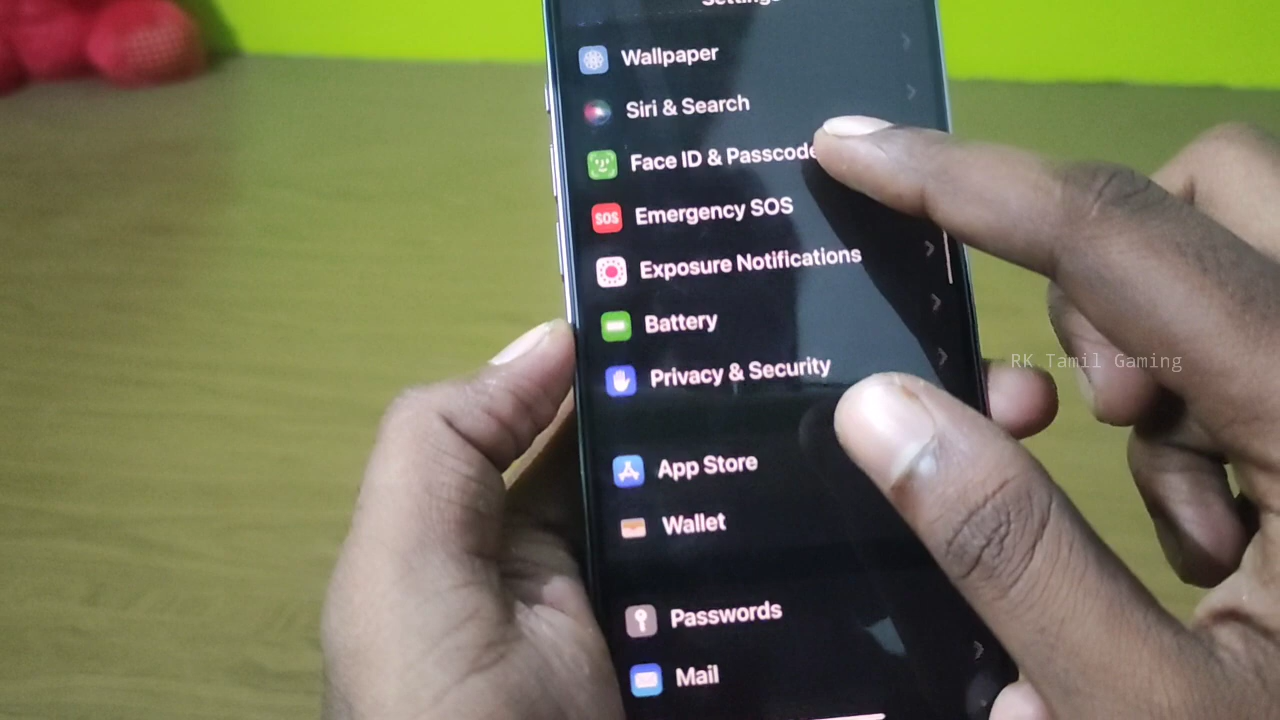 Settings
Wallpaper
Siri & Search
Face ID & Passcode
SOS
Emergency SOS
Exposure Notifications
Battery
Privacy & Security
RK Tamil Gaming
App Store
Wallet
Passwords
Mail